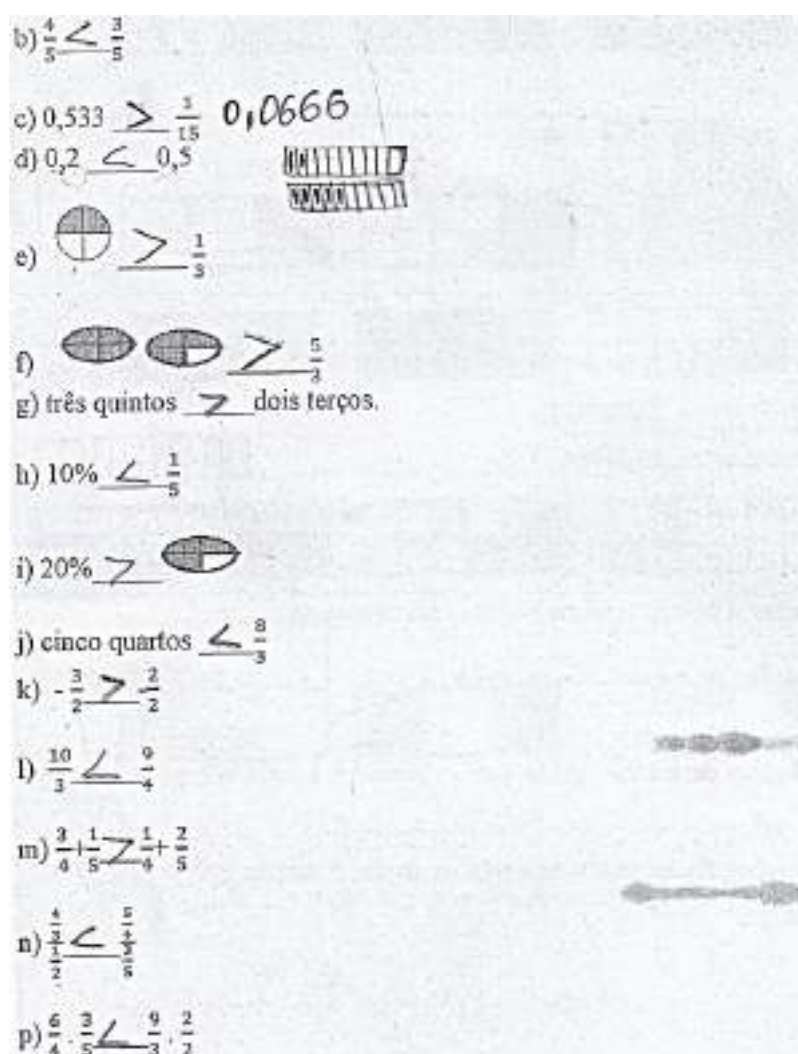 b) 4/5 < 3/5
c) 0,533 > 1/15 0,0666
d) 0,2 < 0,5
e) > 1/3
f) > 5/3
g) três quintos > dois terços.
h) 10% < 1/5
i) 20% >
j) cinco quartos < 8/3
k) - 3/2 > - 2/2
l) 10/3 < 9/4
m) 3/4 + 1/5 > 1/4 + 2/5
n) <
p) 6/4 . 3/5 < 9/3 . 2/2